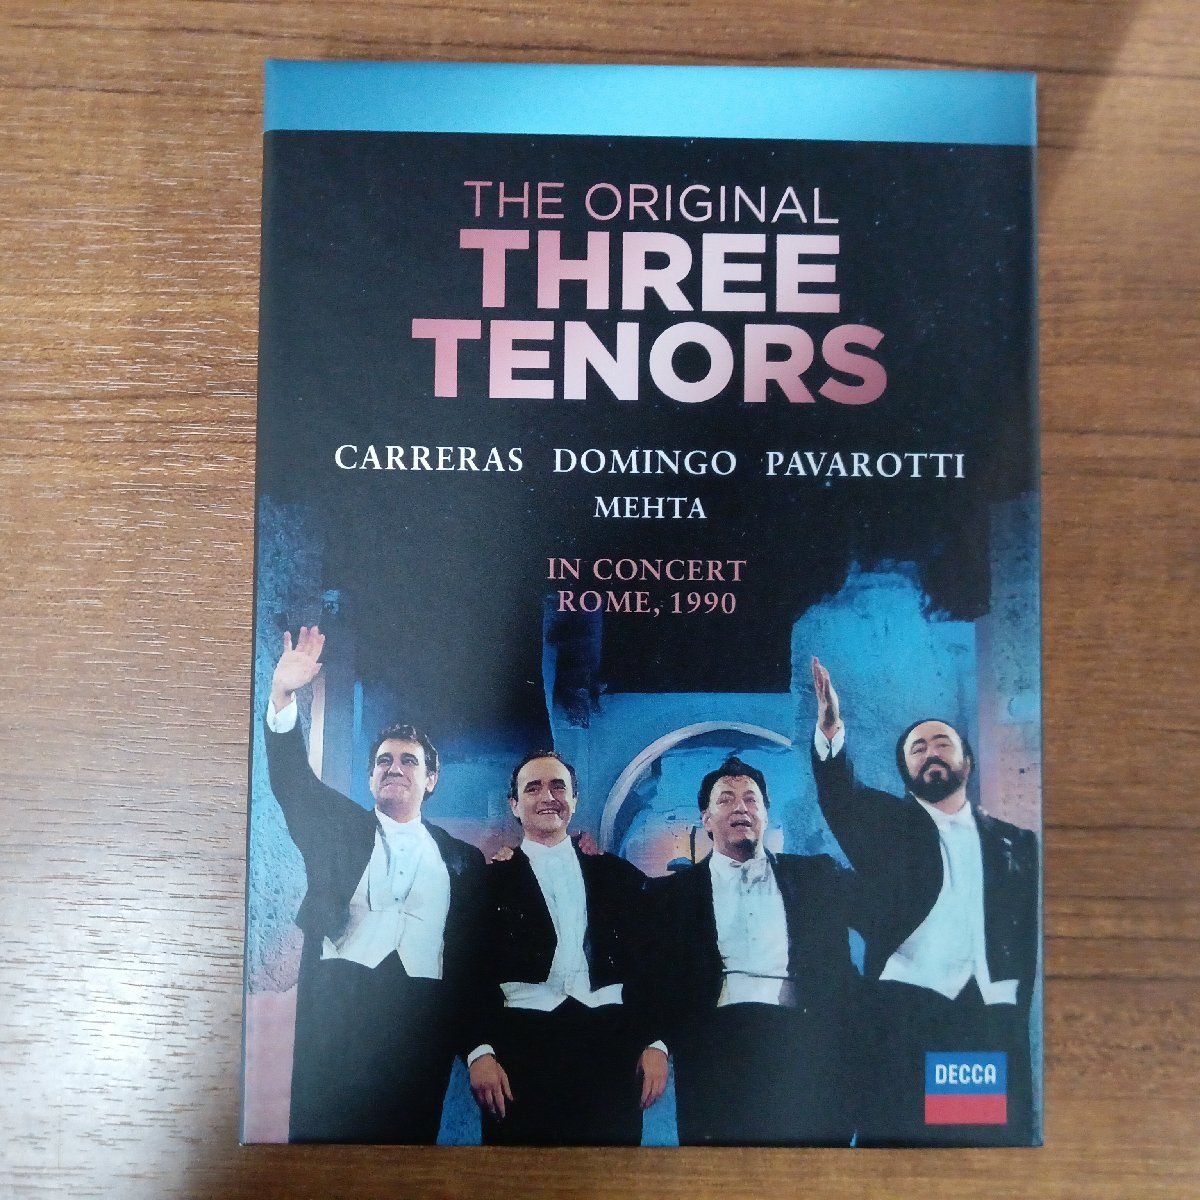 THE ORIGINAL
THREE
TENORS
CARRERAS DOMINGO PAVAROTTI
MEHTA
IN CONCERT
ROME, 1990
DECCA